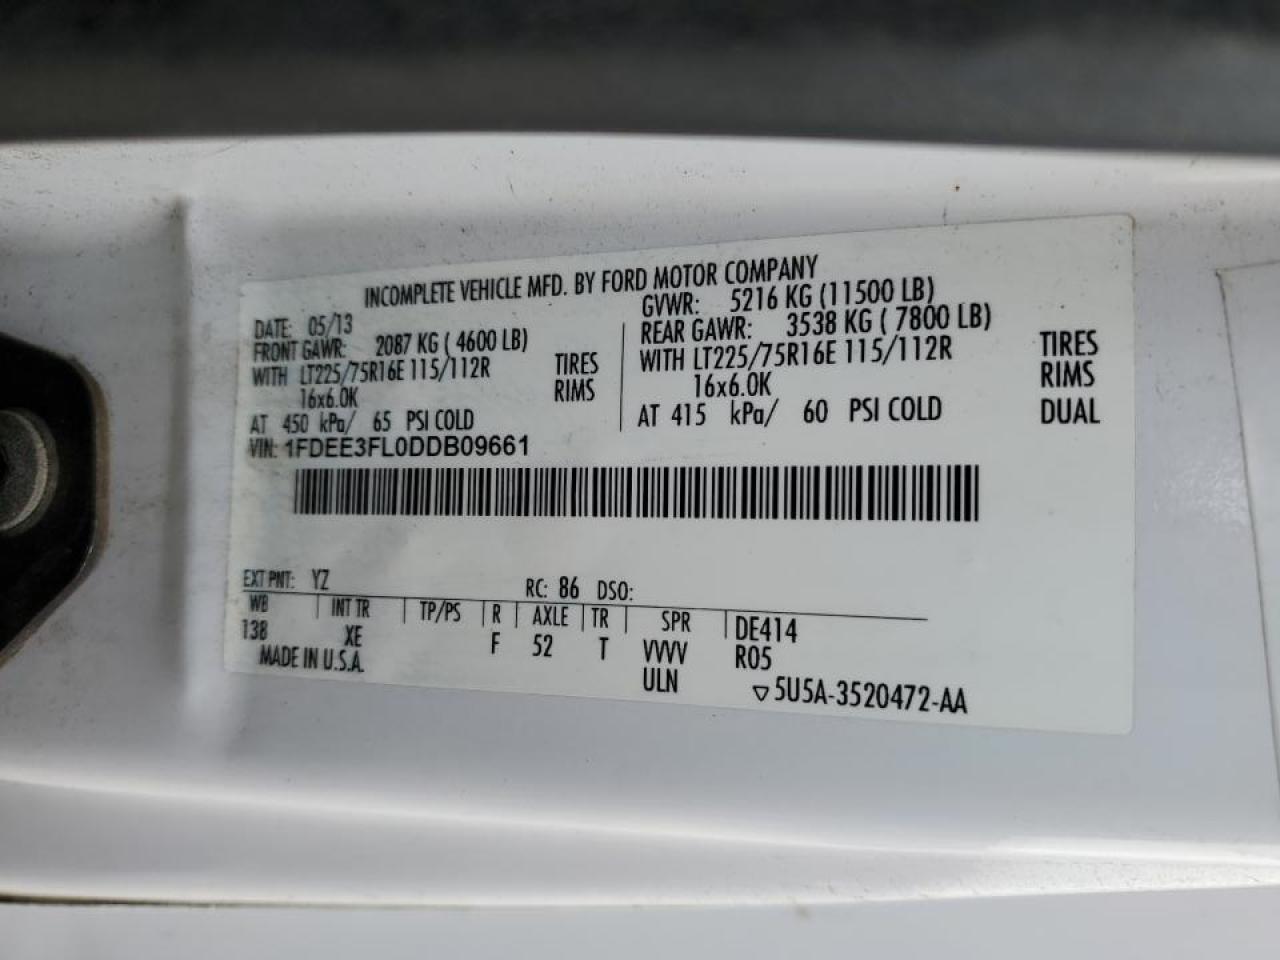 INCOMPLETE VEHICLE MFD. BY FORD MOTOR COMPANY
DATE: 05/13
GVWR: 5216 KG (11500 LB)
FRONT GAWR: 2087 KG ( 4600 LB)
REAR GAWR: 3538 KG ( 7800 LB)
WITH LT225/75R16E 115/112R TIRES
WITH LT225/75R16E 115/112R TIRES
16x6.0K RIMS
16x6.0K RIMS
AT 450 kPa/ 65 PSI COLD
AT 415 kPa/ 60 PSI COLD DUAL
VIN: 1FDEE3FL0DDB09661
EXT PNT: YZ RC: 86 DSO:
WB INT TR TP/PS R AXLE TR SPR DE414
138 XE F 52 T VVVV R05
MADE IN U.S.A. ULN
▽5U5A-3520472-AA